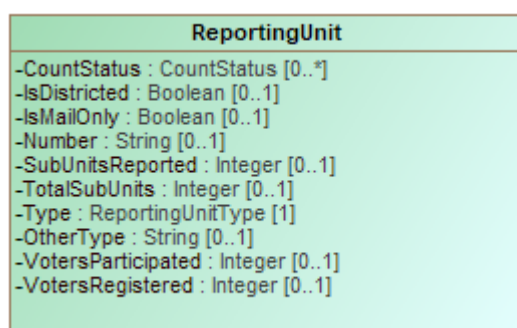 ReportingUnit
-CountStatus : CountStatus [0..*]
-IsDistricted : Boolean [0..1]
-IsMailOnly : Boolean [0..1]
-Number : String [0..1]
-SubUnitsReported : Integer [0..1]
-TotalSubUnits : Integer [0..1]
-Type : ReportingUnitType [1]
-OtherType : String [0..1]
-VotersParticipated : Integer [0..1]
-VotersRegistered : Integer [0..1]